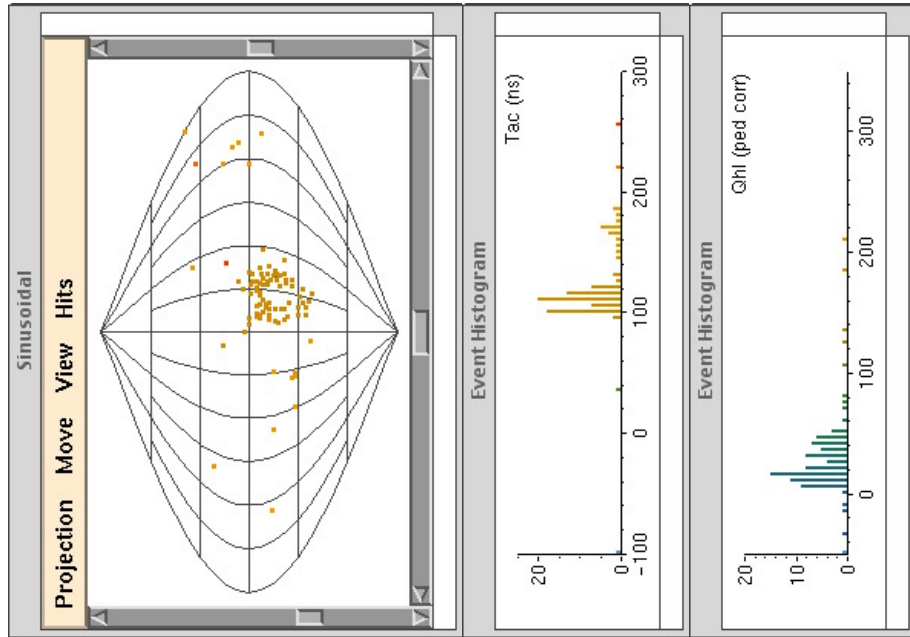 Sinusoidal
Projection Move View Hits
Event Histogram
Tac (ns)
20
0
-100 0 100 200 300
Event Histogram
Qhl (ped corr)
20
10
0
0 100 200 300